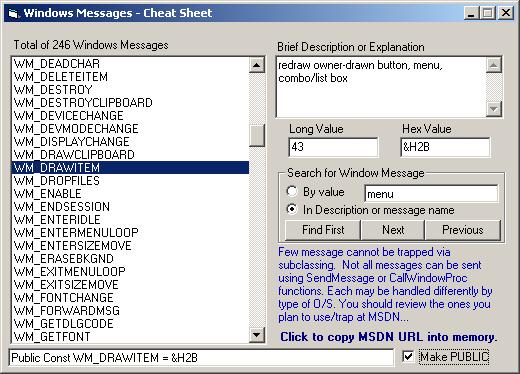 Windows Messages - Cheat Sheet
Total of 246 Windows Messages
WM_DEADCHAR
WM_DELETEITEM
WM_DESTROY
WM_DESTROYCLIPBOARD
WM_DEVICECHANGE
WM_DEVMODECHANGE
WM_DISPLAYCHANGE
WM_DRAWCLIPBOARD
WM_DRAWITEM
WM_DROPFILES
WM_ENABLE
WM_ENDSESSION
WM_ENTERIDLE
WM_ENTERMENULOOP
WM_ENTERSIZEMOVE
WM_ERASEBKGND
WM_EXITMENULOOP
WM_EXITSIZEMOVE
WM_FONTCHANGE
WM_FORWARDMSG
WM_GETDLGCODE
WM_GETFONT
Public Const WM_DRAWITEM = &H2B
Brief Description or Explanation
redraw owner-drawn button, menu,
combo/list box
Long Value
Hex Value
43
&H2B
Search for Window Message
By value
menu
In Description or message name
Find First
Next
Previous
Few message cannot be trapped via
subclassing. Not all messages can be sent
using SendMessage or CallWindowProc
functions. Each may be handled differently by
type of O/S. You should review the ones you
plan to use/trap at MSDN...
Click to copy MSDN URL into memory.
Make PUBLIC